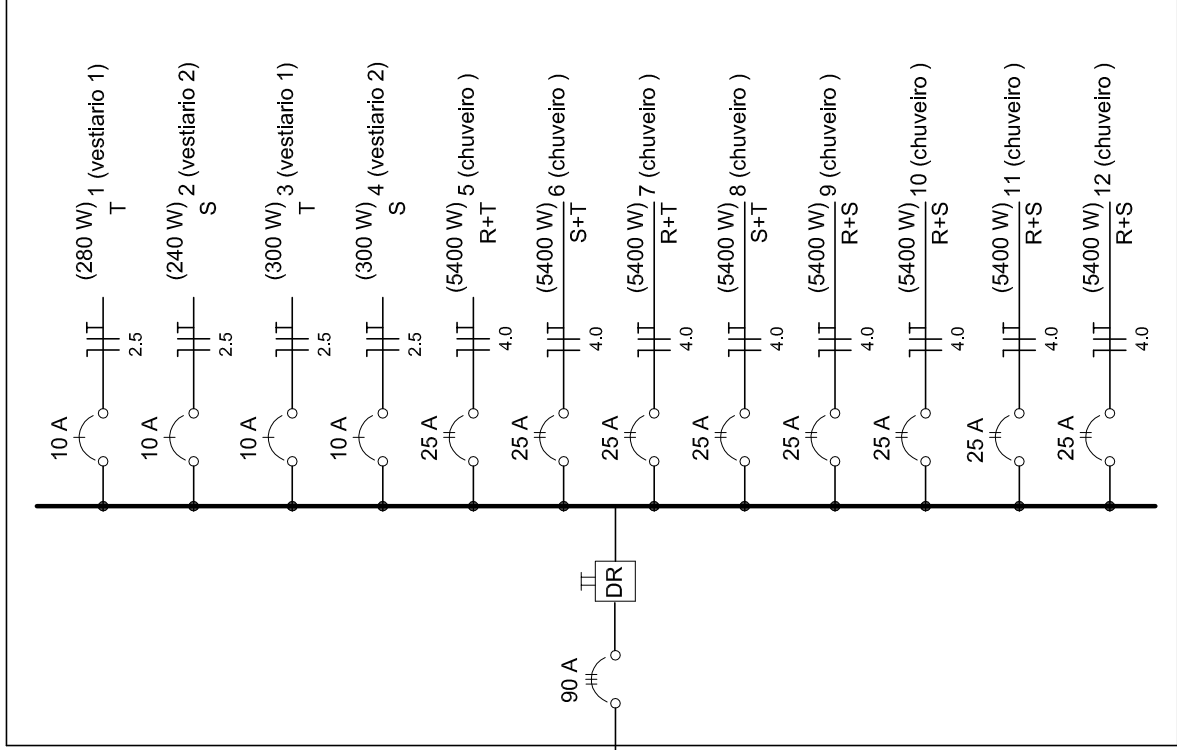 (280 W) 1 (vestiario 1)
T
2.5
10 A
(240 W) 2 (vestiario 2)
S
2.5
10 A
(300 W) 3 (vestiario 1)
T
2.5
10 A
(300 W) 4 (vestiario 2)
S
2.5
10 A
(5400 W) 5 (chuveiro )
R+T
4.0
25 A
(5400 W) 6 (chuveiro )
S+T
4.0
25 A
(5400 W) 7 (chuveiro )
R+T
4.0
25 A
(5400 W) 8 (chuveiro )
S+T
4.0
25 A
(5400 W) 9 (chuveiro )
R+S
4.0
25 A
(5400 W) 10 (chuveiro )
R+S
4.0
25 A
(5400 W) 11 (chuveiro )
R+S
4.0
25 A
(5400 W) 12 (chuveiro )
R+S
4.0
25 A
DR
90 A